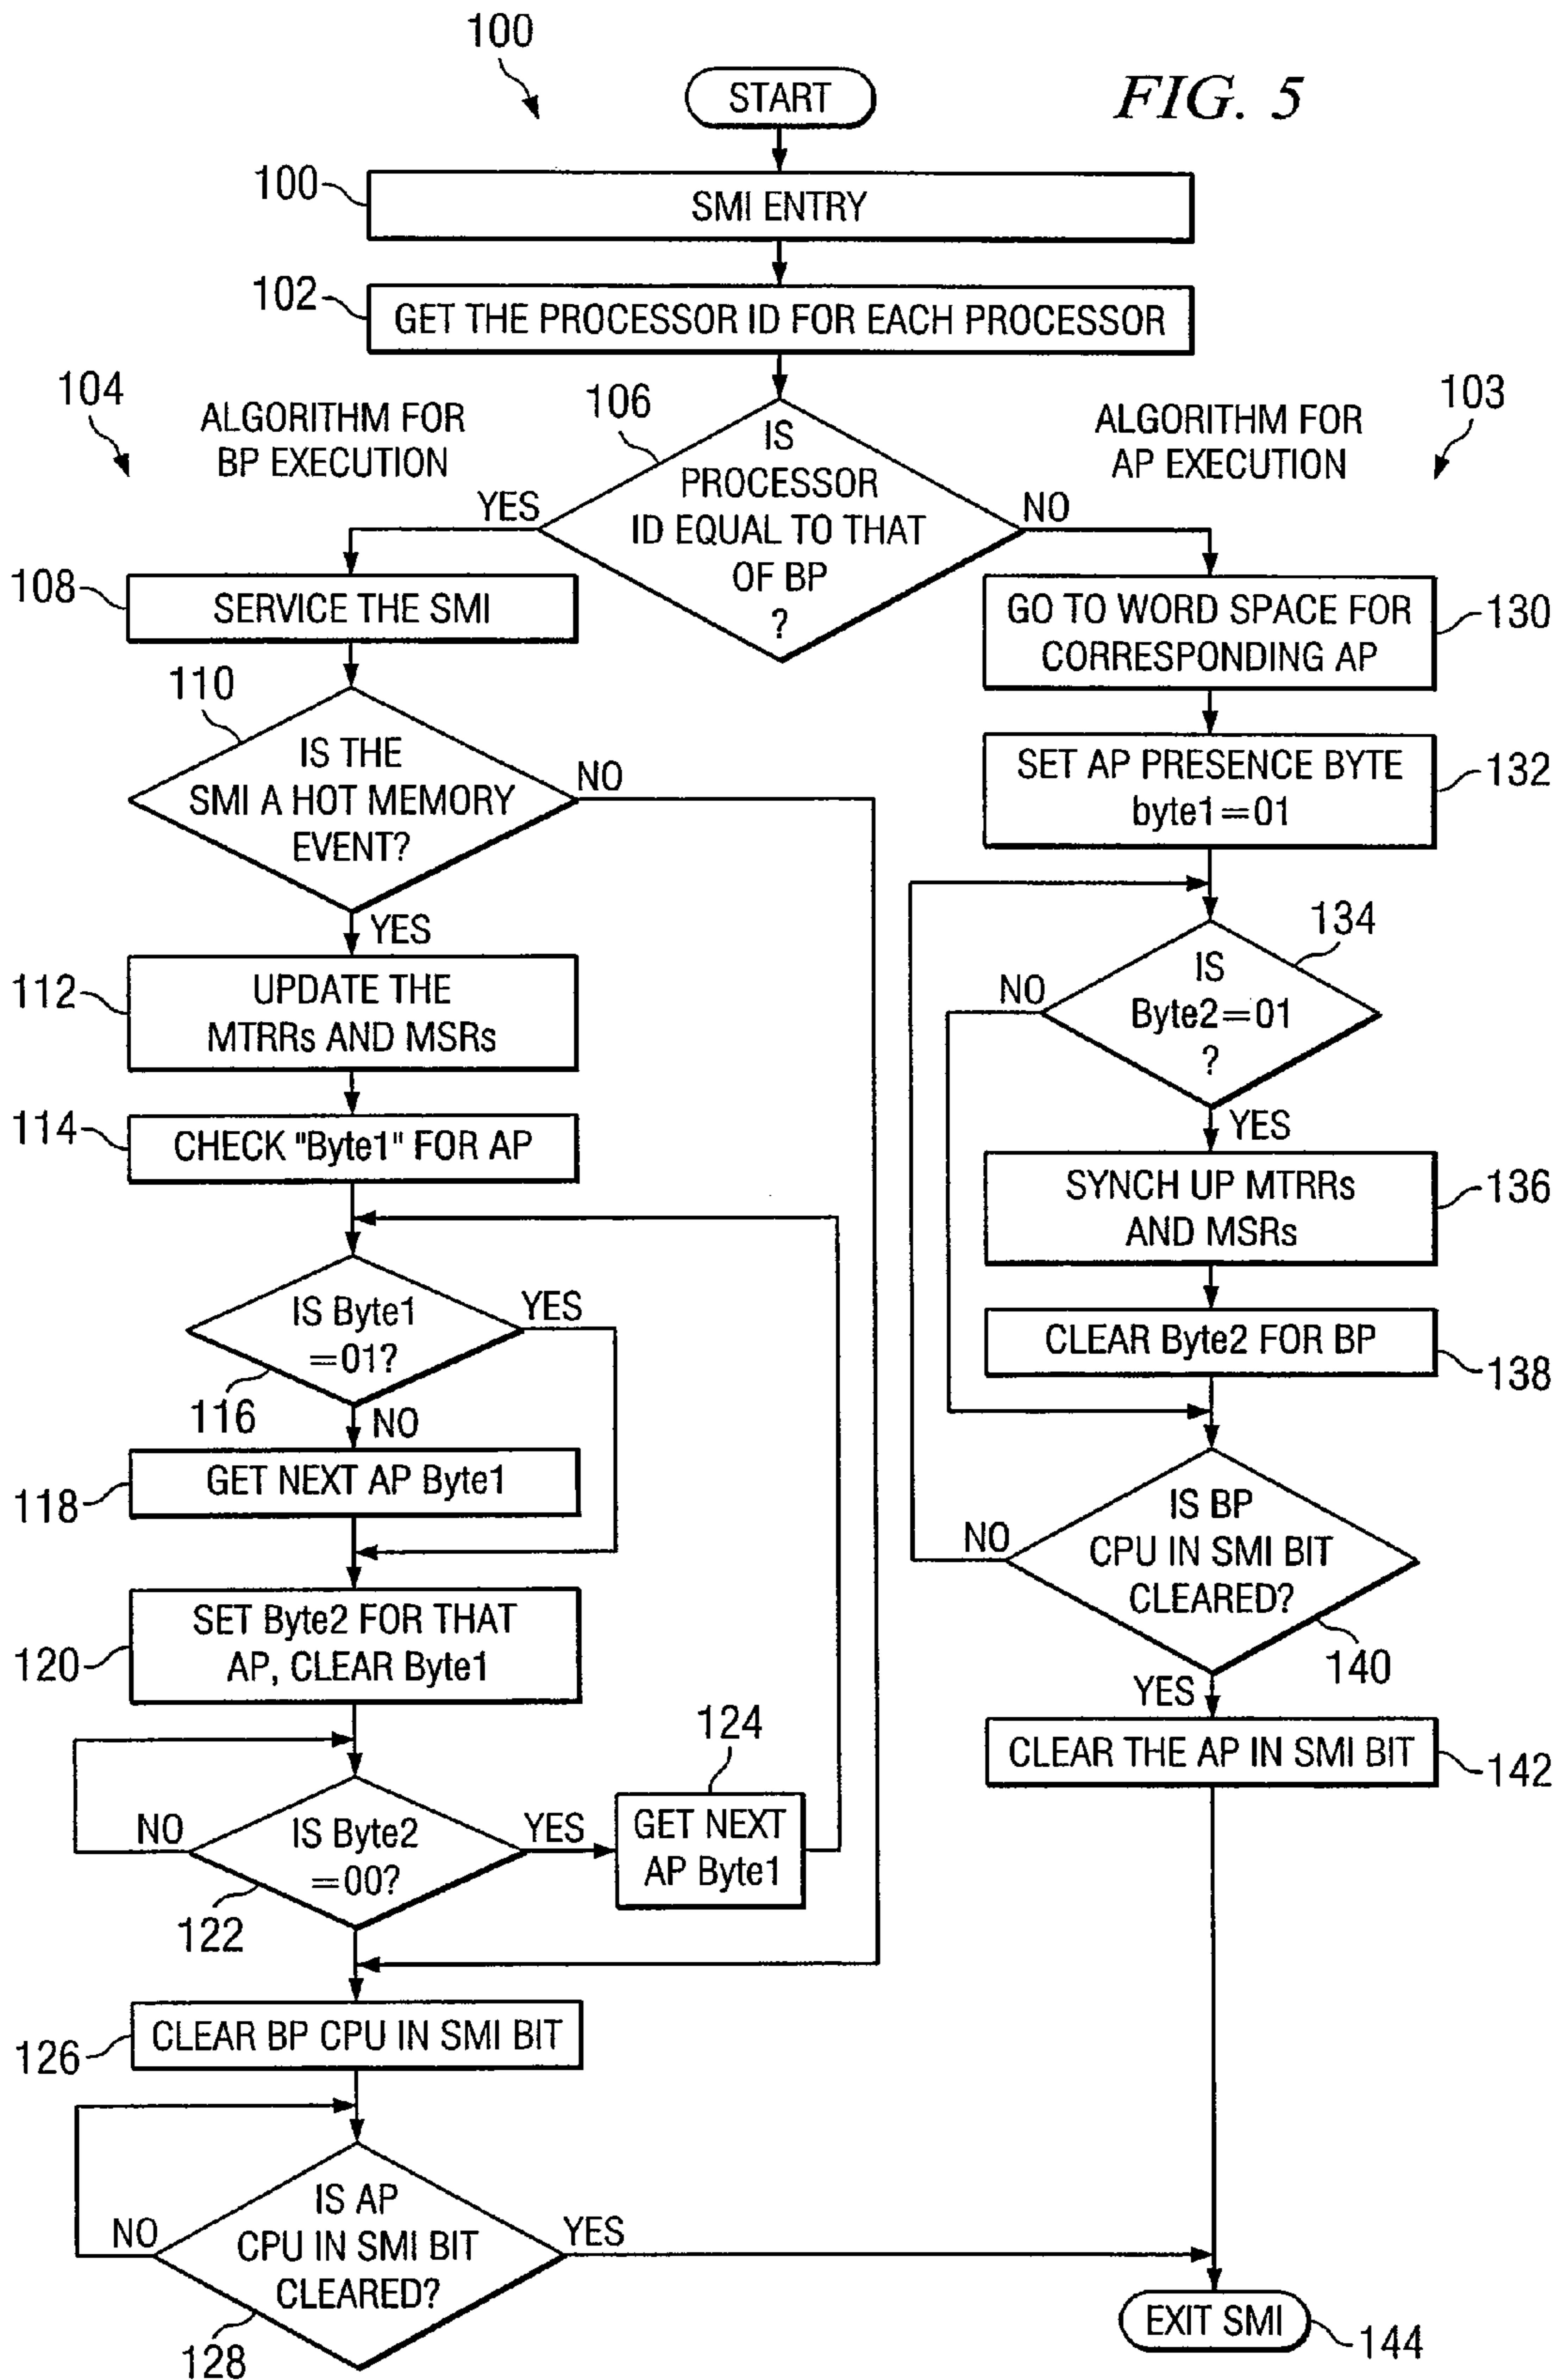 100
START
FIG. 5
100
SMI ENTRY
102
GET THE PROCESSOR ID FOR EACH PROCESSOR
104
ALGORITHM FOR
BP EXECUTION
106
IS
PROCESSOR
ID EQUAL TO THAT
OF BP
?
ALGORITHM FOR
AP EXECUTION
103
YES
NO
108
SERVICE THE SMI
GO TO WORD SPACE FOR
CORRESPONDING AP
130
110
IS THE
SMI A HOT MEMORY
EVENT?
NO
YES
SET AP PRESENCE BYTE
byte1=01
132
112
UPDATE THE
MTRRs AND MSRs
134
IS
Byte2=01
?
NO
YES
114
CHECK "Byte1" FOR AP
SYNCH UP MTRRs
AND MSRs
136
IS Byte1
=01?
YES
116
NO
CLEAR Byte2 FOR BP
138
118
GET NEXT AP Byte1
IS BP
CPU IN SMI BIT
CLEARED?
NO
140
YES
120
SET Byte2 FOR THAT
AP, CLEAR Byte1
CLEAR THE AP IN SMI BIT
142
124
NO
IS Byte2
=00?
YES
GET NEXT
AP Byte1
122
126
CLEAR BP CPU IN SMI BIT
NO
IS AP
CPU IN SMI BIT
CLEARED?
YES
128
EXIT SMI
144